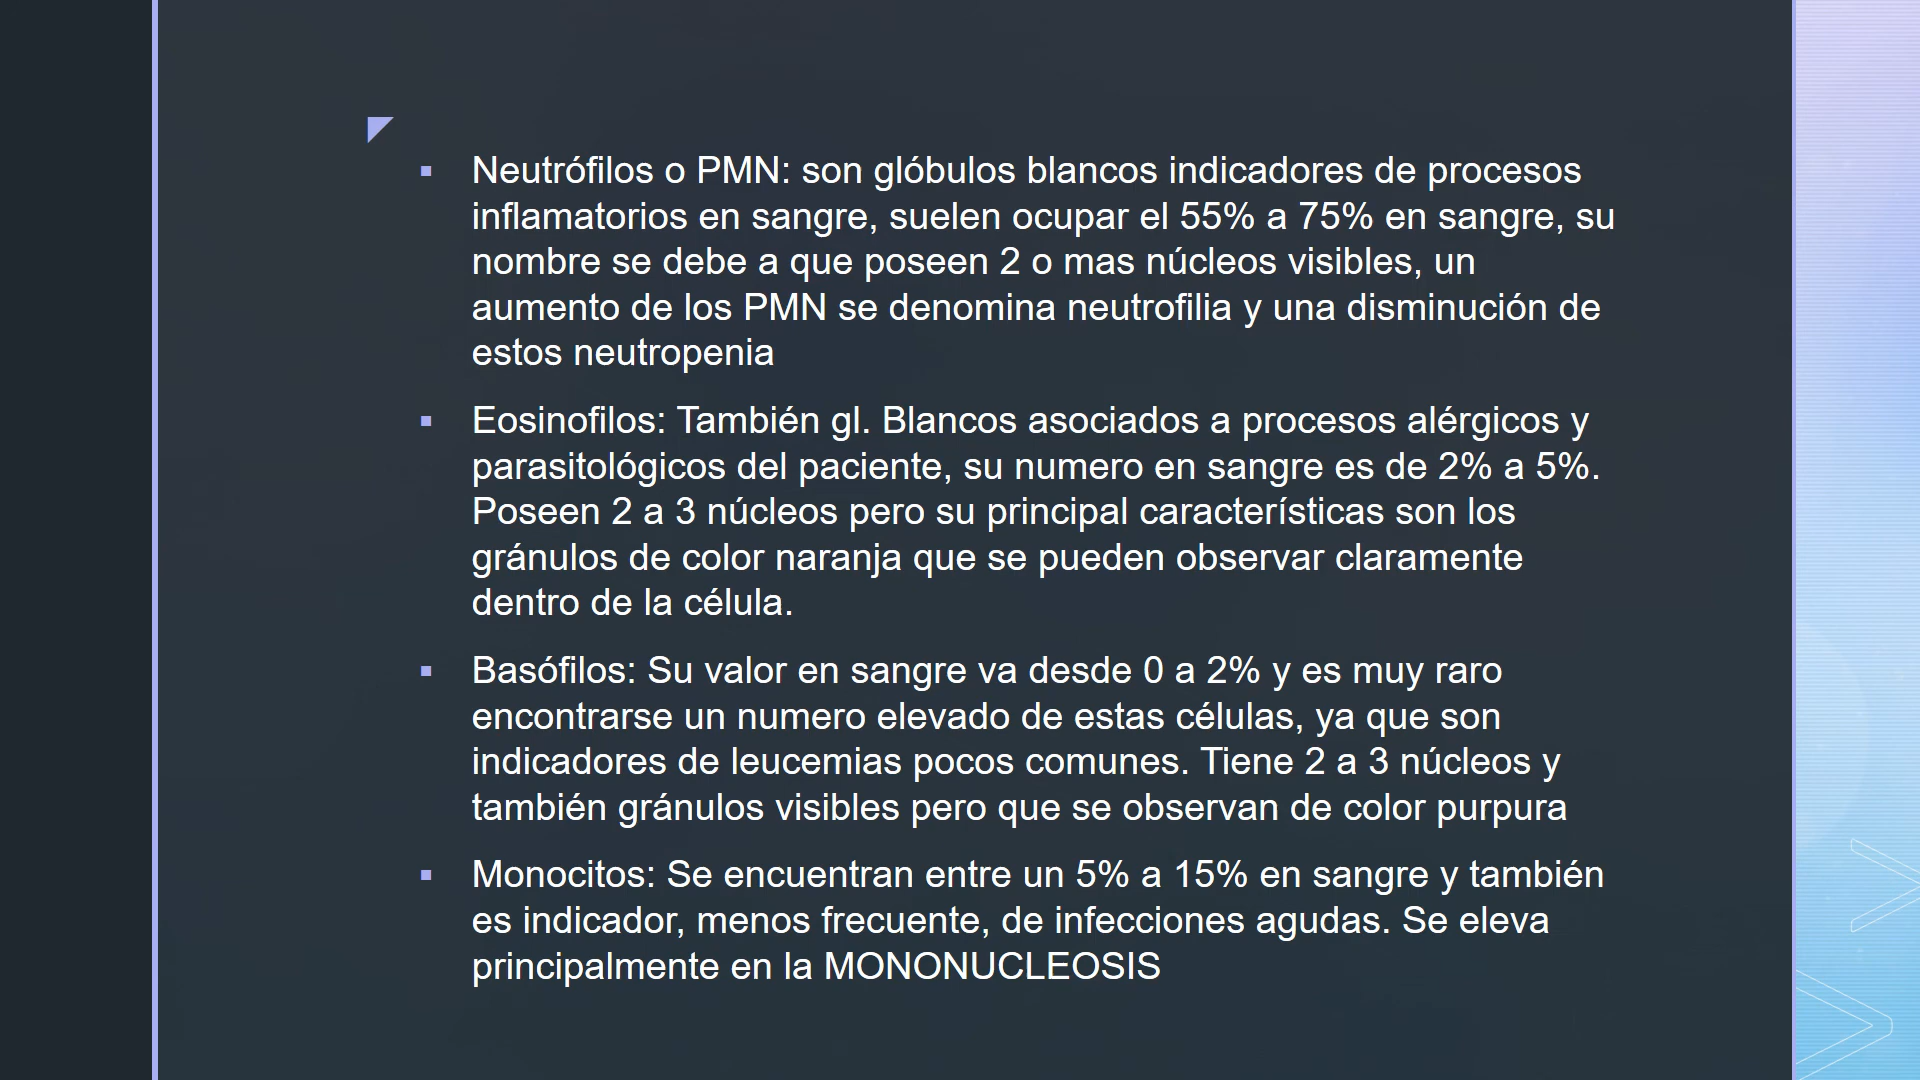 Neutrófilos o PMN: son glóbulos blancos indicadores de procesos
inflamatorios en sangre, suelen ocupar el 55% a 75% en sangre, su
nombre se debe a que poseen 2 o mas núcleos visibles, un
aumento de los PMN se denomina neutrofilia y una disminución de
estos neutropenia
Eosinofilos: También gl. Blancos asociados a procesos alérgicos y
parasitológicos del paciente, su numero en sangre es de 2% a 5%.
Poseen 2 a 3 núcleos pero su principal características son los
gránulos de color naranja que se pueden observar claramente
dentro de la célula.
Basófilos: Su valor en sangre va desde 0 a 2% y es muy raro
encontrarse un numero elevado de estas células, ya que son
indicadores de leucemias pocos comunes. Tiene 2 a 3 núcleos y
también gránulos visibles pero que se observan de color purpura
Monocitos: Se encuentran entre un 5% a 15% en sangre y también
es indicador, menos frecuente, de infecciones agudas. Se eleva
principalmente en la MONONUCLEOSIS